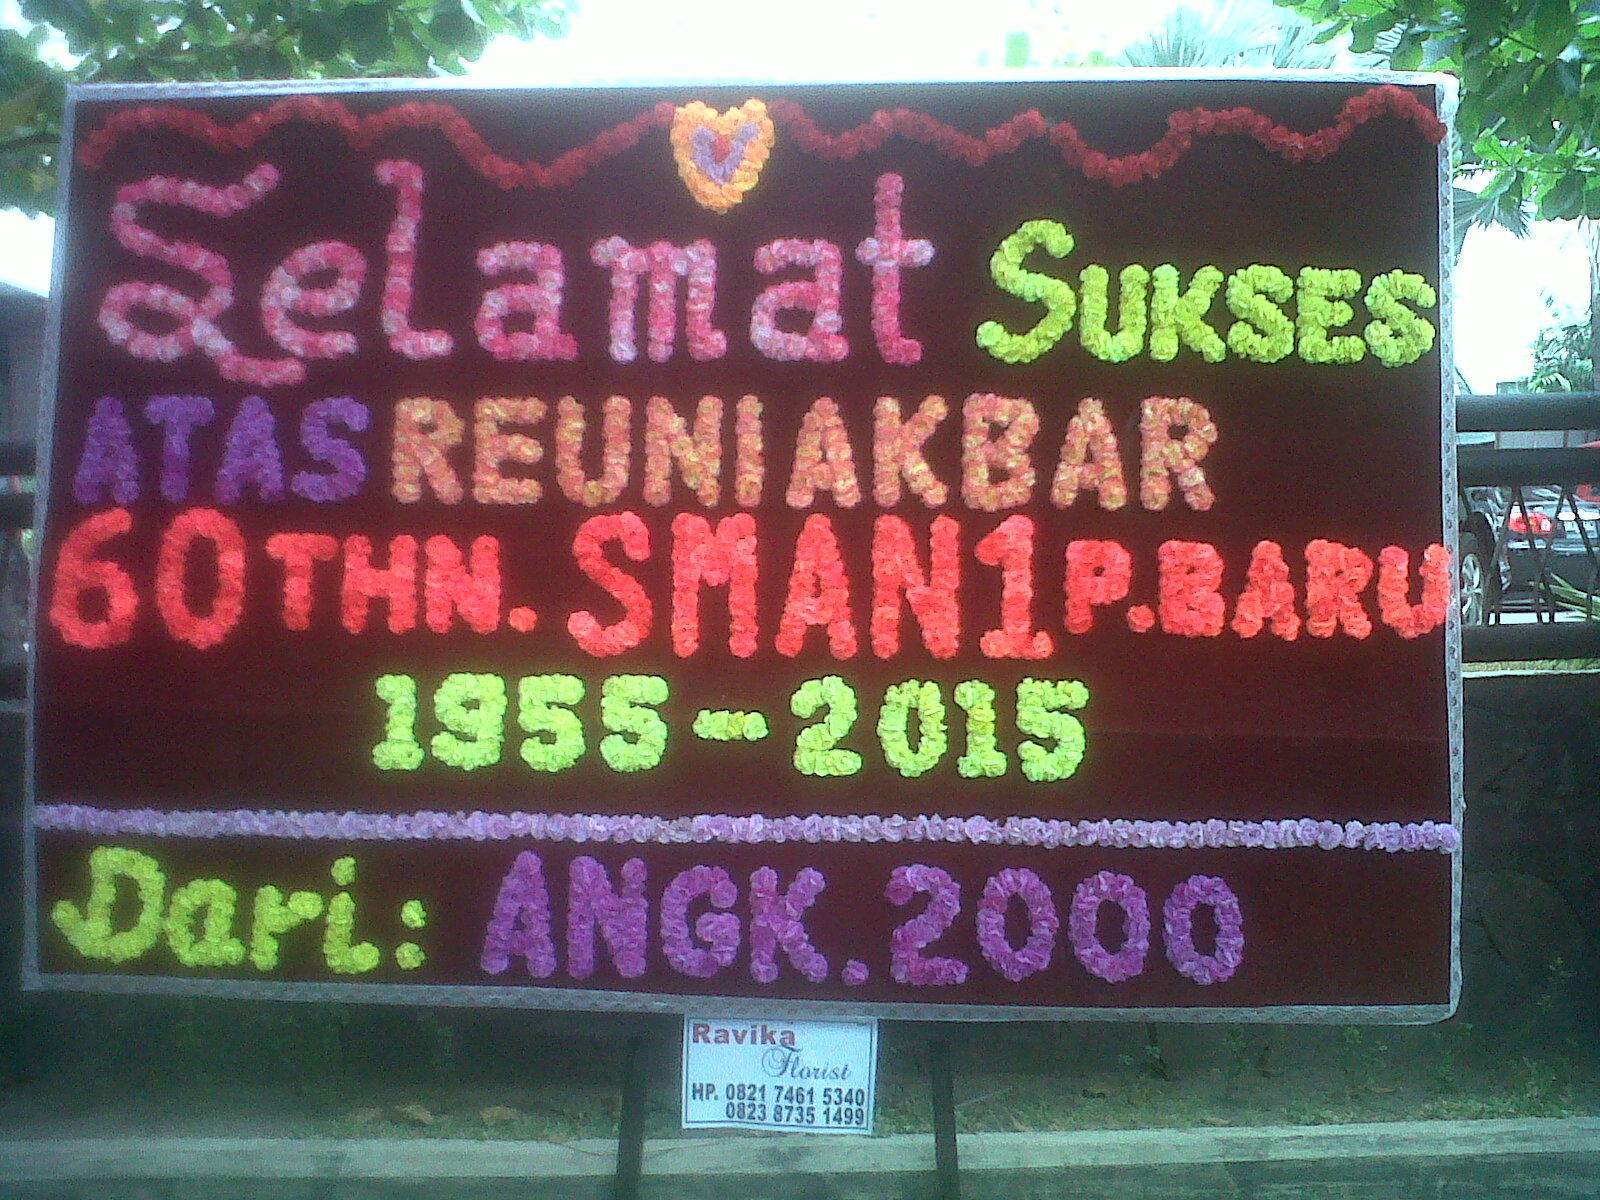 Selamat SUKSES
ATAS REUNI AKBAR
60 THN. SMAN 1 P.BARU
1955-2015
Dari: ANGK.2000
Ravika
Florist
HP. 0821 7461 5340
0823 8735 1499